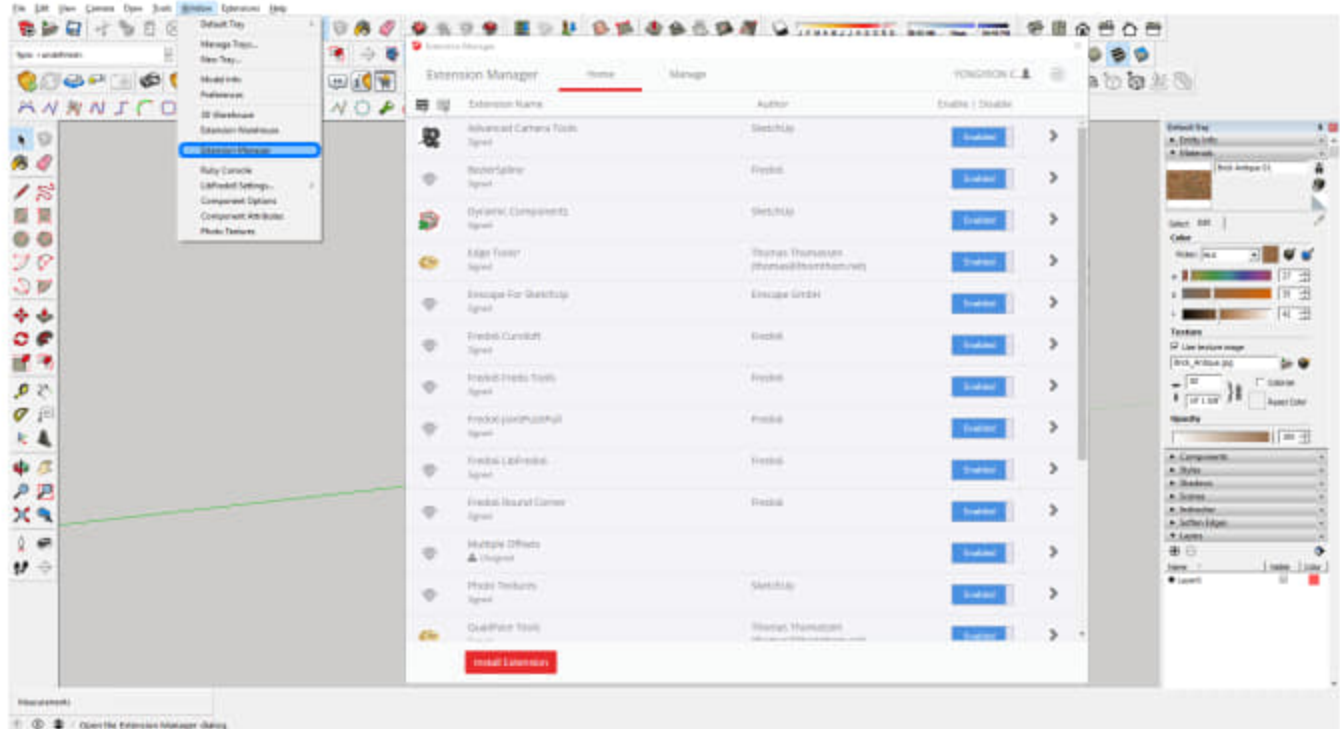 File Edit View Camera Draw Tools Window Extensions Help
Default Tray
Manage Trays...
New Tray...
Model Info
Preferences
3D Warehouse
Extension Warehouse
Extension Manager
Ruby Console
LibFredo6 Settings...
Component Options
Component Attributes
Photo Textures
Extension Manager
Extension Manager Home Manage
Extension Name Author Enable | Disable
Advanced Camera Tools SketchUp Enabled
Signed
BezierSpline Fredo6 Enabled
Signed
Dynamic Components SketchUp Enabled
Signed
Edge Tools² Thomas Thomassen Enabled
Signed (thomas@thomthom.net)
Enscape For SketchUp Enscape GmbH Enabled
Signed
Fredo6 Curviloft Fredo6 Enabled
Signed
Fredo6 Fredo Tools Fredo6 Enabled
Signed
Fredo6 JointPushPull Fredo6 Enabled
Signed
Fredo6 LibFredo6 Fredo6 Enabled
Signed
Fredo6 Round Corner Fredo6 Enabled
Signed
Multiple Offsets Enabled
Unsigned
Photo Textures SketchUp Enabled
Signed
QuadFace Tools Thomas Thomassen Enabled
Install Extension
Default Tray
Entity Info
Materials
Select Edit
Color
Texture
Use texture image
Colorize
Reset Color
Opacity
Components
Styles
Shadows
Scenes
Instructor
Soften Edges
Layers
Name Visible Color
Layer0
Measurements
Open the Extension Manager dialog.